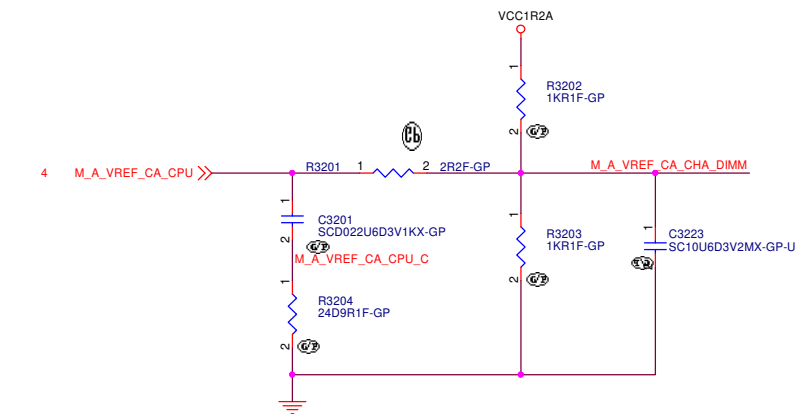 VCC1R2A
1
R3202
1KR1F-GP
2
G/P
Cb
4 M_A_VREF_CA_CPU
R3201 1 2 2R2F-GP
M_A_VREF_CA_CHA_DIMM
1
C3201
SCD022U6D3V1KX-GP
2
G/P
M_A_VREF_CA_CPU_C
1
R3203
1KR1F-GP
2
G/P
1
C3223
SC10U6D3V2MX-GP-U
1
R3204
24D9R1F-GP
2
G/P